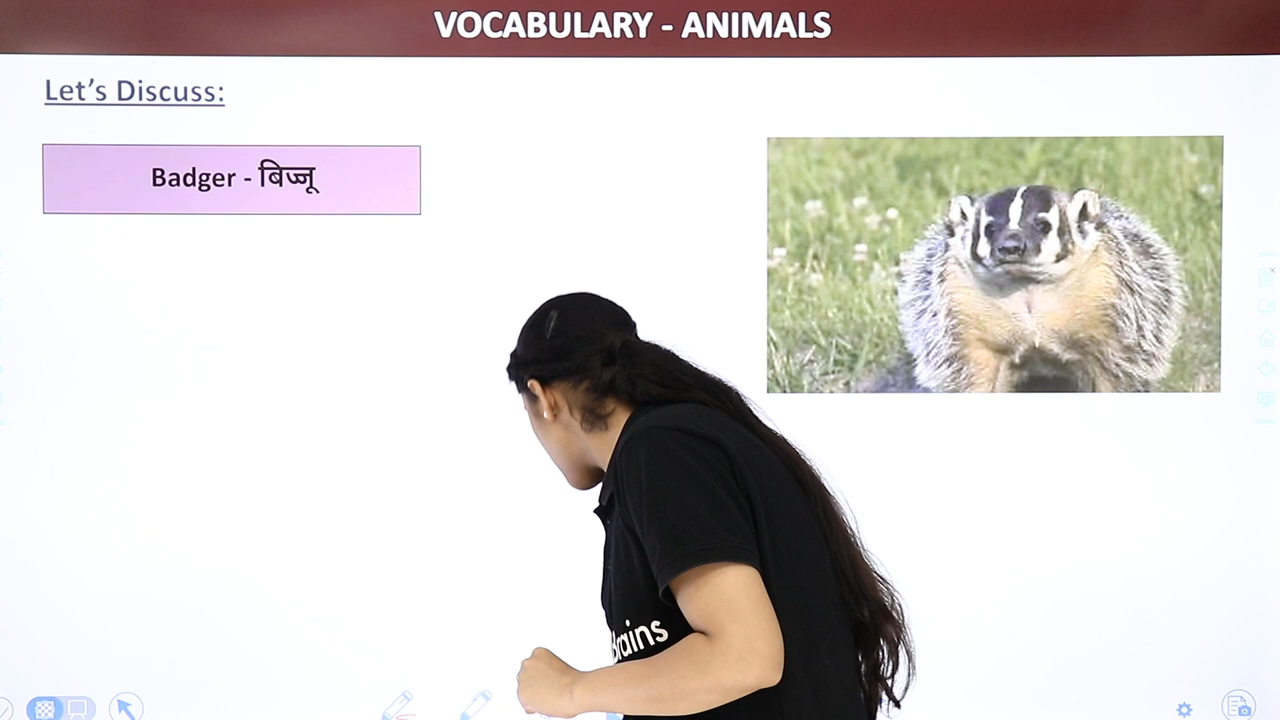 VOCABULARY - ANIMALS
Let's Discuss:
Badger - बिज्जू
Brains